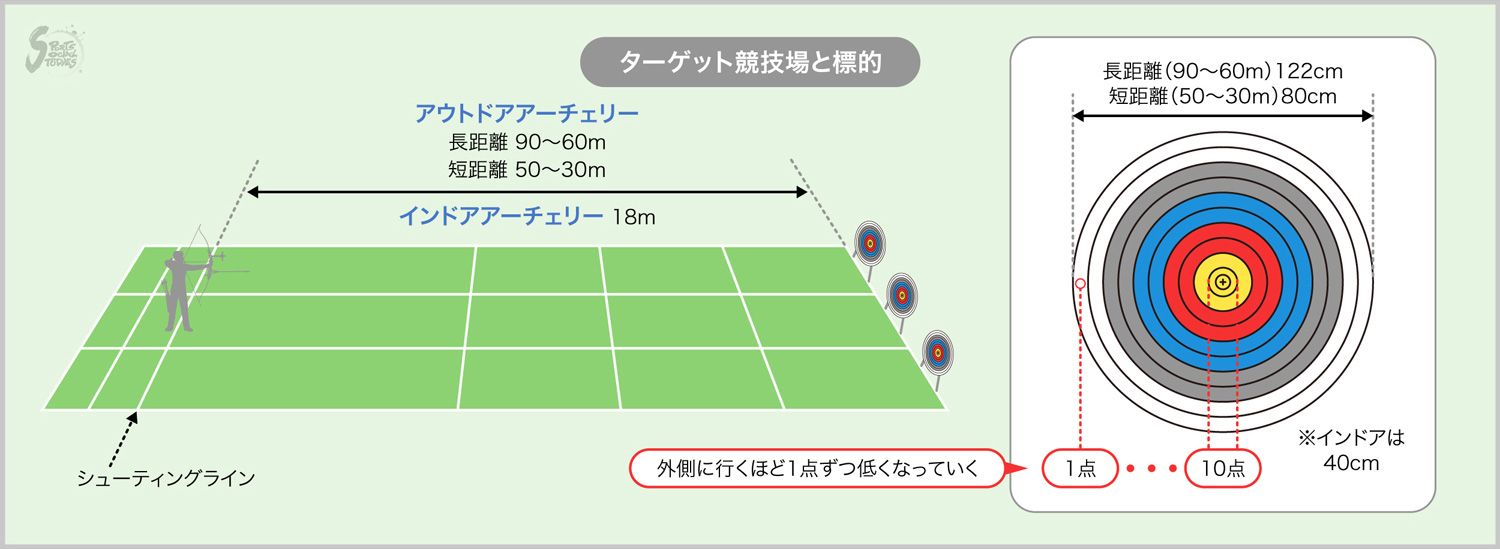 SPORTS
SOCIAL
STUDIES
ターゲット競技場と標的
アウトドアアーチェリー
長距離 90〜60m
短距離 50〜30m
インドアアーチェリー 18m
シューティングライン
長距離（90〜60m）122cm
短距離（50〜30m）80cm
※インドアは
40cm
外側に行くほど1点ずつ低くなっていく
1点 ••• 10点